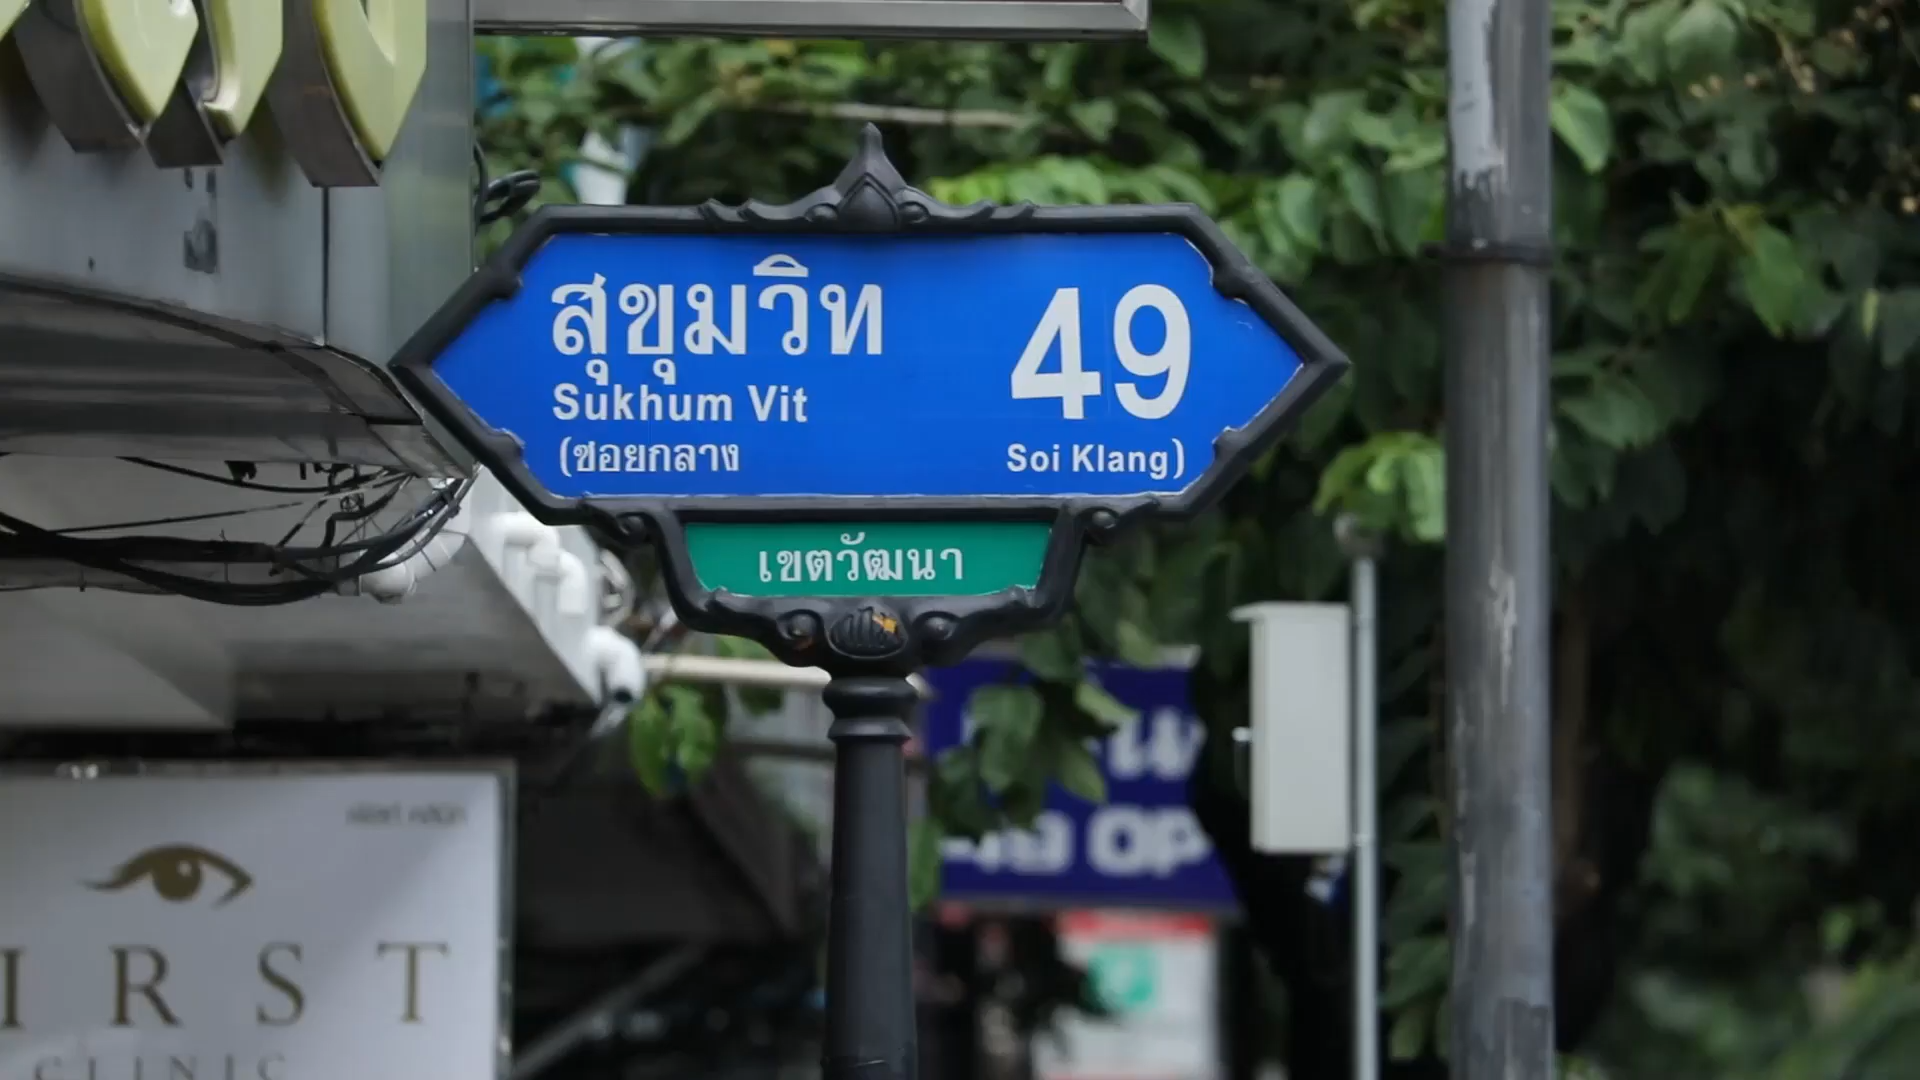 สุขุมวิท 49
Sukhum Vit
(ซอยกลาง Soi Klang)
เขตวัฒนา
IRST
CLINIC
OP